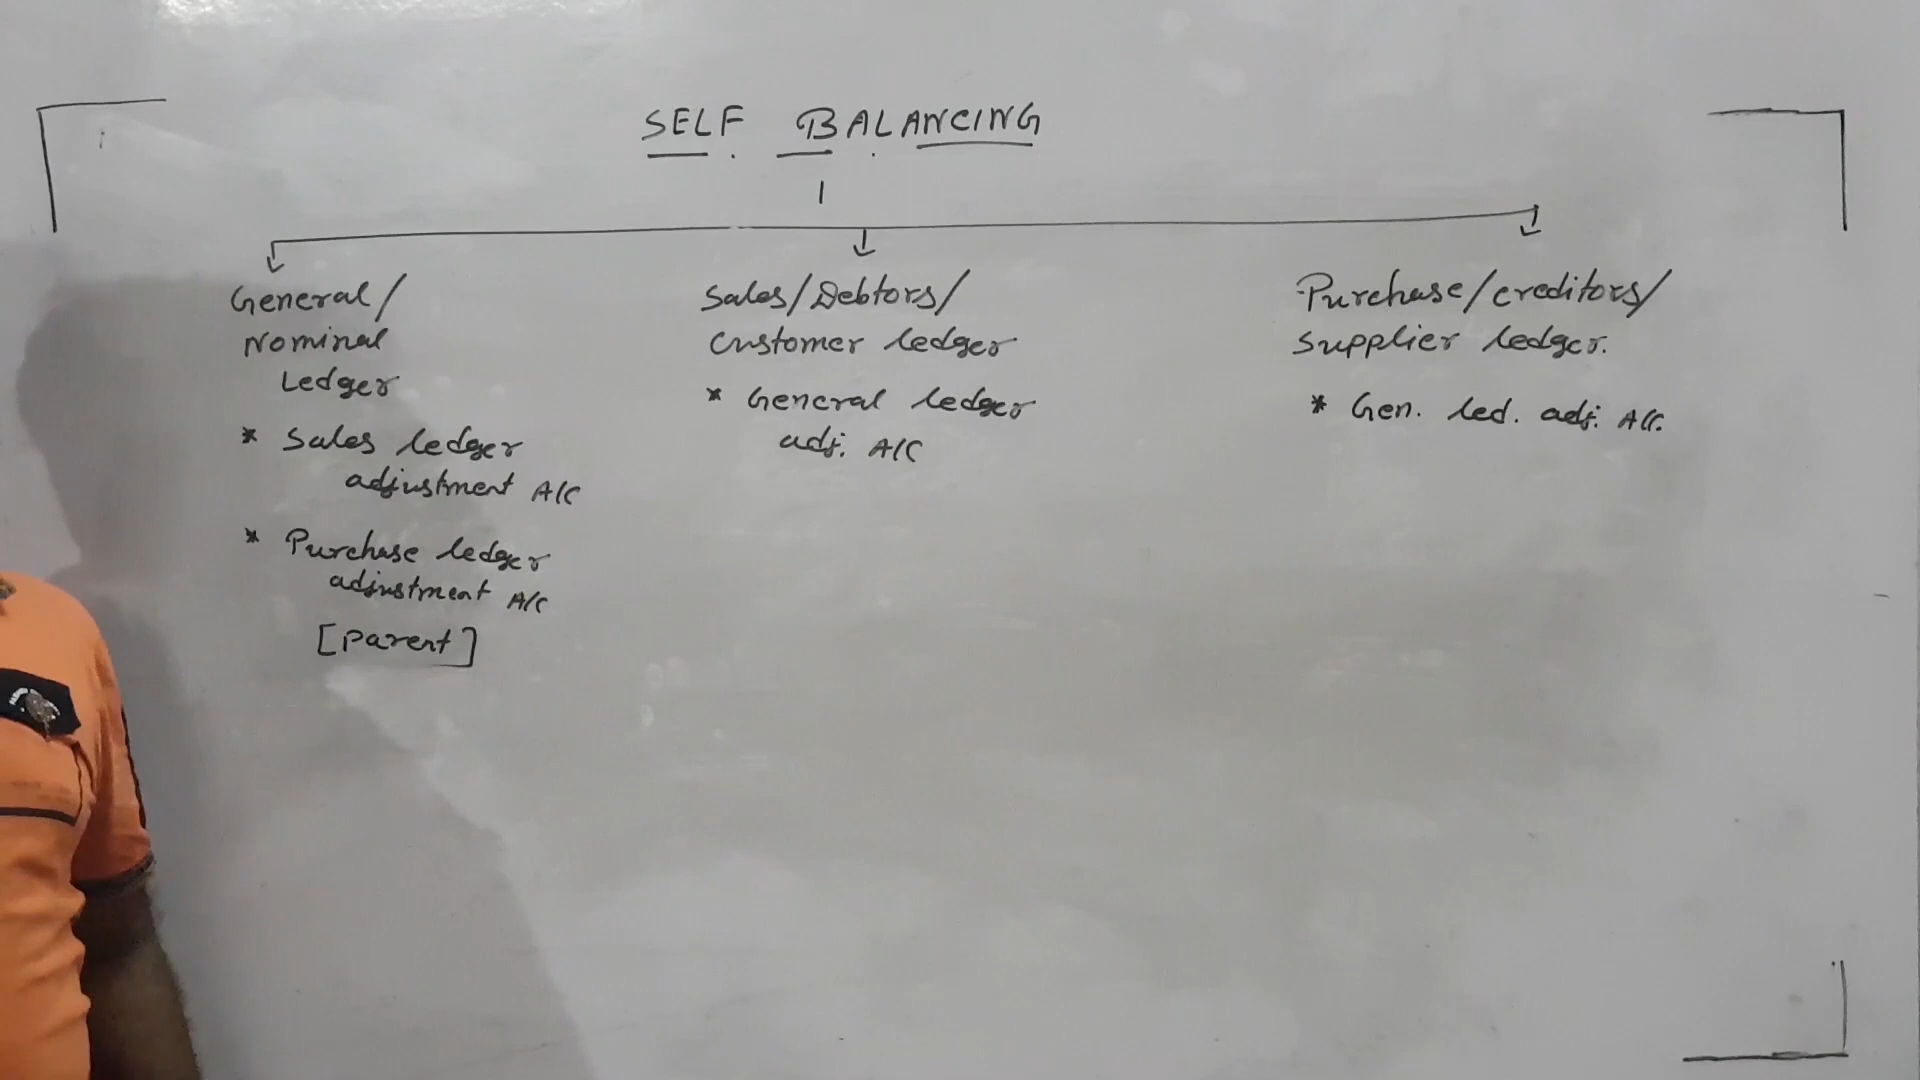 SELF BALANCING
General/
Nominal
Ledger
* Sales ledger
adjustment A/C
* Purchase ledger
adjustment A/C
[Parent]
Sales/Debtors/
customer ledger
* General ledger
adj. A/C
Purchase/creditors/
supplier ledger.
* Gen. led. adj. A/C.